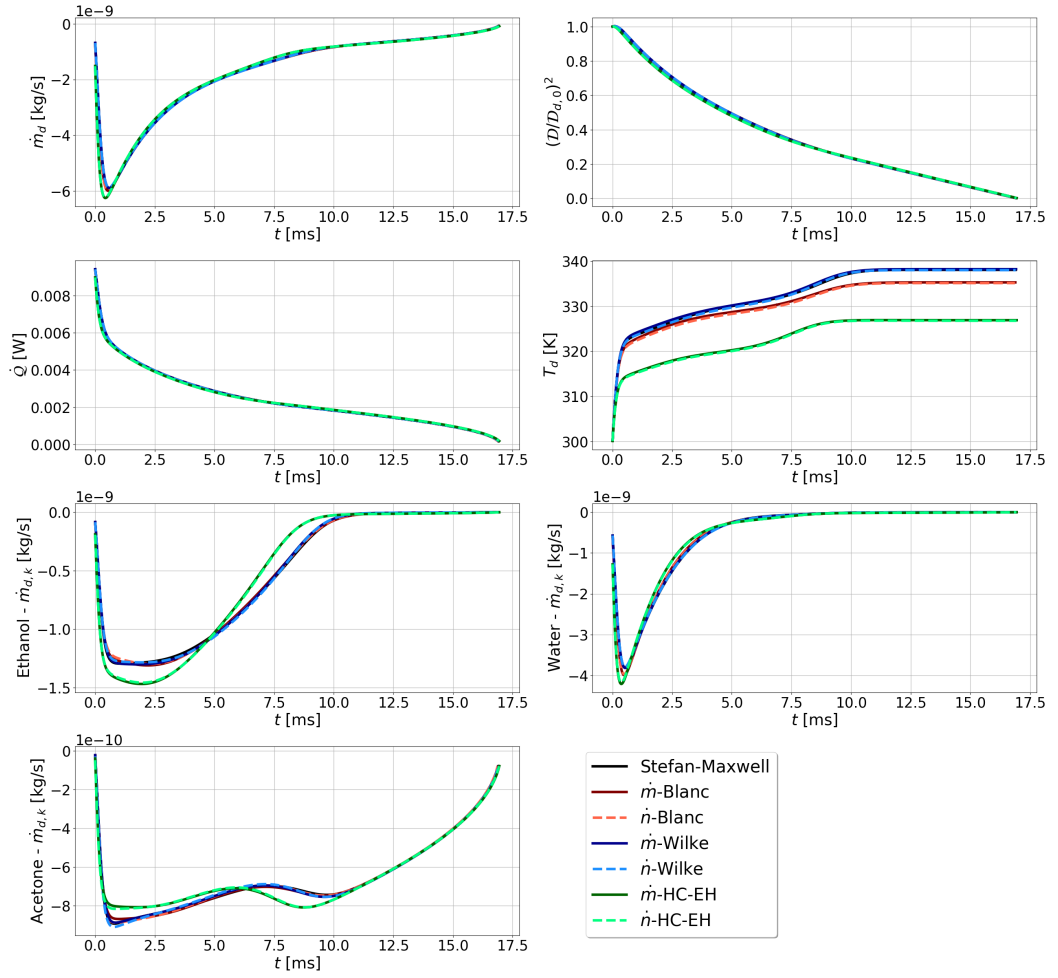 1e−9
0
−2
−4
−6
ṁ_d [kg/s]
0.0 2.5 5.0 7.5 10.0 12.5 15.0 17.5
t [ms]
1.0
0.8
0.6
0.4
0.2
0.0
(𝒟/𝒟_{d,0})²
0.0 2.5 5.0 7.5 10.0 12.5 15.0 17.5
t [ms]
0.008
0.006
0.004
0.002
0.000
𝒬̇ [W]
0.0 2.5 5.0 7.5 10.0 12.5 15.0 17.5
t [ms]
340
330
320
310
300
T_d [K]
0.0 2.5 5.0 7.5 10.0 12.5 15.0 17.5
t [ms]
1e−9
0.0
−0.5
−1.0
−1.5
Ethanol - ṁ_{d,k} [kg/s]
0.0 2.5 5.0 7.5 10.0 12.5 15.0 17.5
t [ms]
1e−9
0
−1
−2
−3
−4
Water - ṁ_{d,k} [kg/s]
0.0 2.5 5.0 7.5 10.0 12.5 15.0 17.5
t [ms]
1e−10
0
−2
−4
−6
−8
Acetone - ṁ_{d,k} [kg/s]
0.0 2.5 5.0 7.5 10.0 12.5 15.0 17.5
t [ms]
Stefan-Maxwell
ṁ-Blanc
ṅ-Blanc
ṁ-Wilke
ṅ-Wilke
ṁ-HC-EH
ṅ-HC-EH